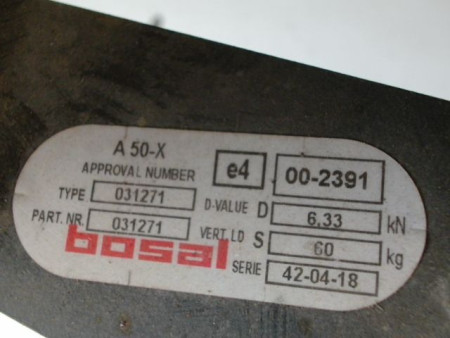 A 50-X
APPROVAL NUMBER e4 00-2391
TYPE 031271 D-VALUE D 6,33 kN
PART. NR. 031271 VERT.LD S 60 kg
bosal SERIE 42-04-18